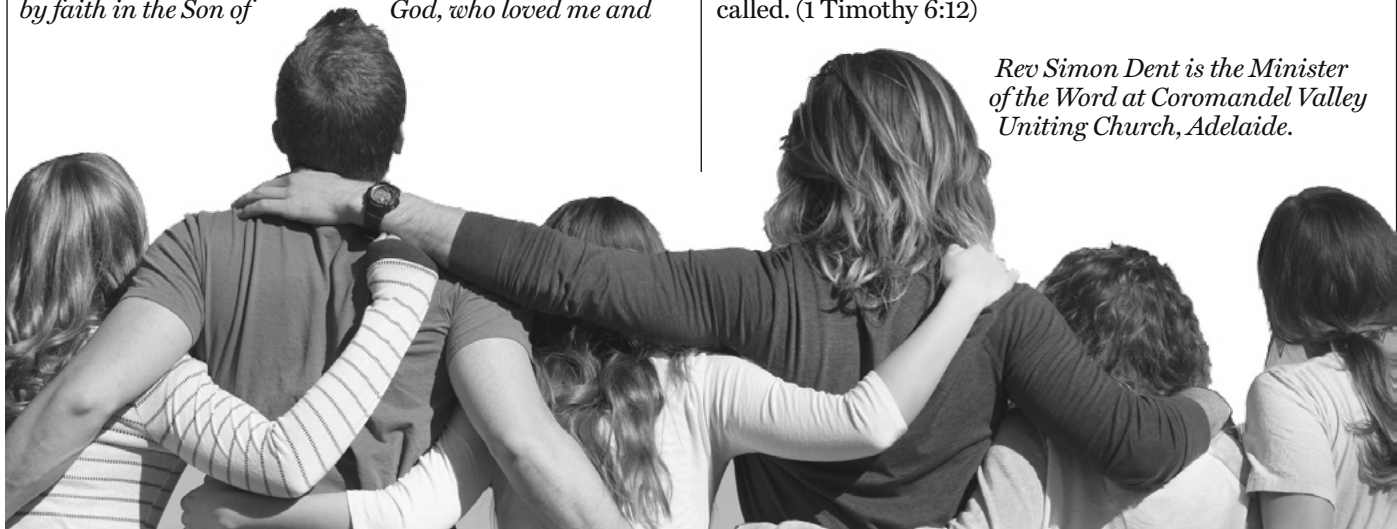 by faith in the Son of God, who loved me and
called. (1 Timothy 6:12)
Rev Simon Dent is the Minister
of the Word at Coromandel Valley
Uniting Church, Adelaide.